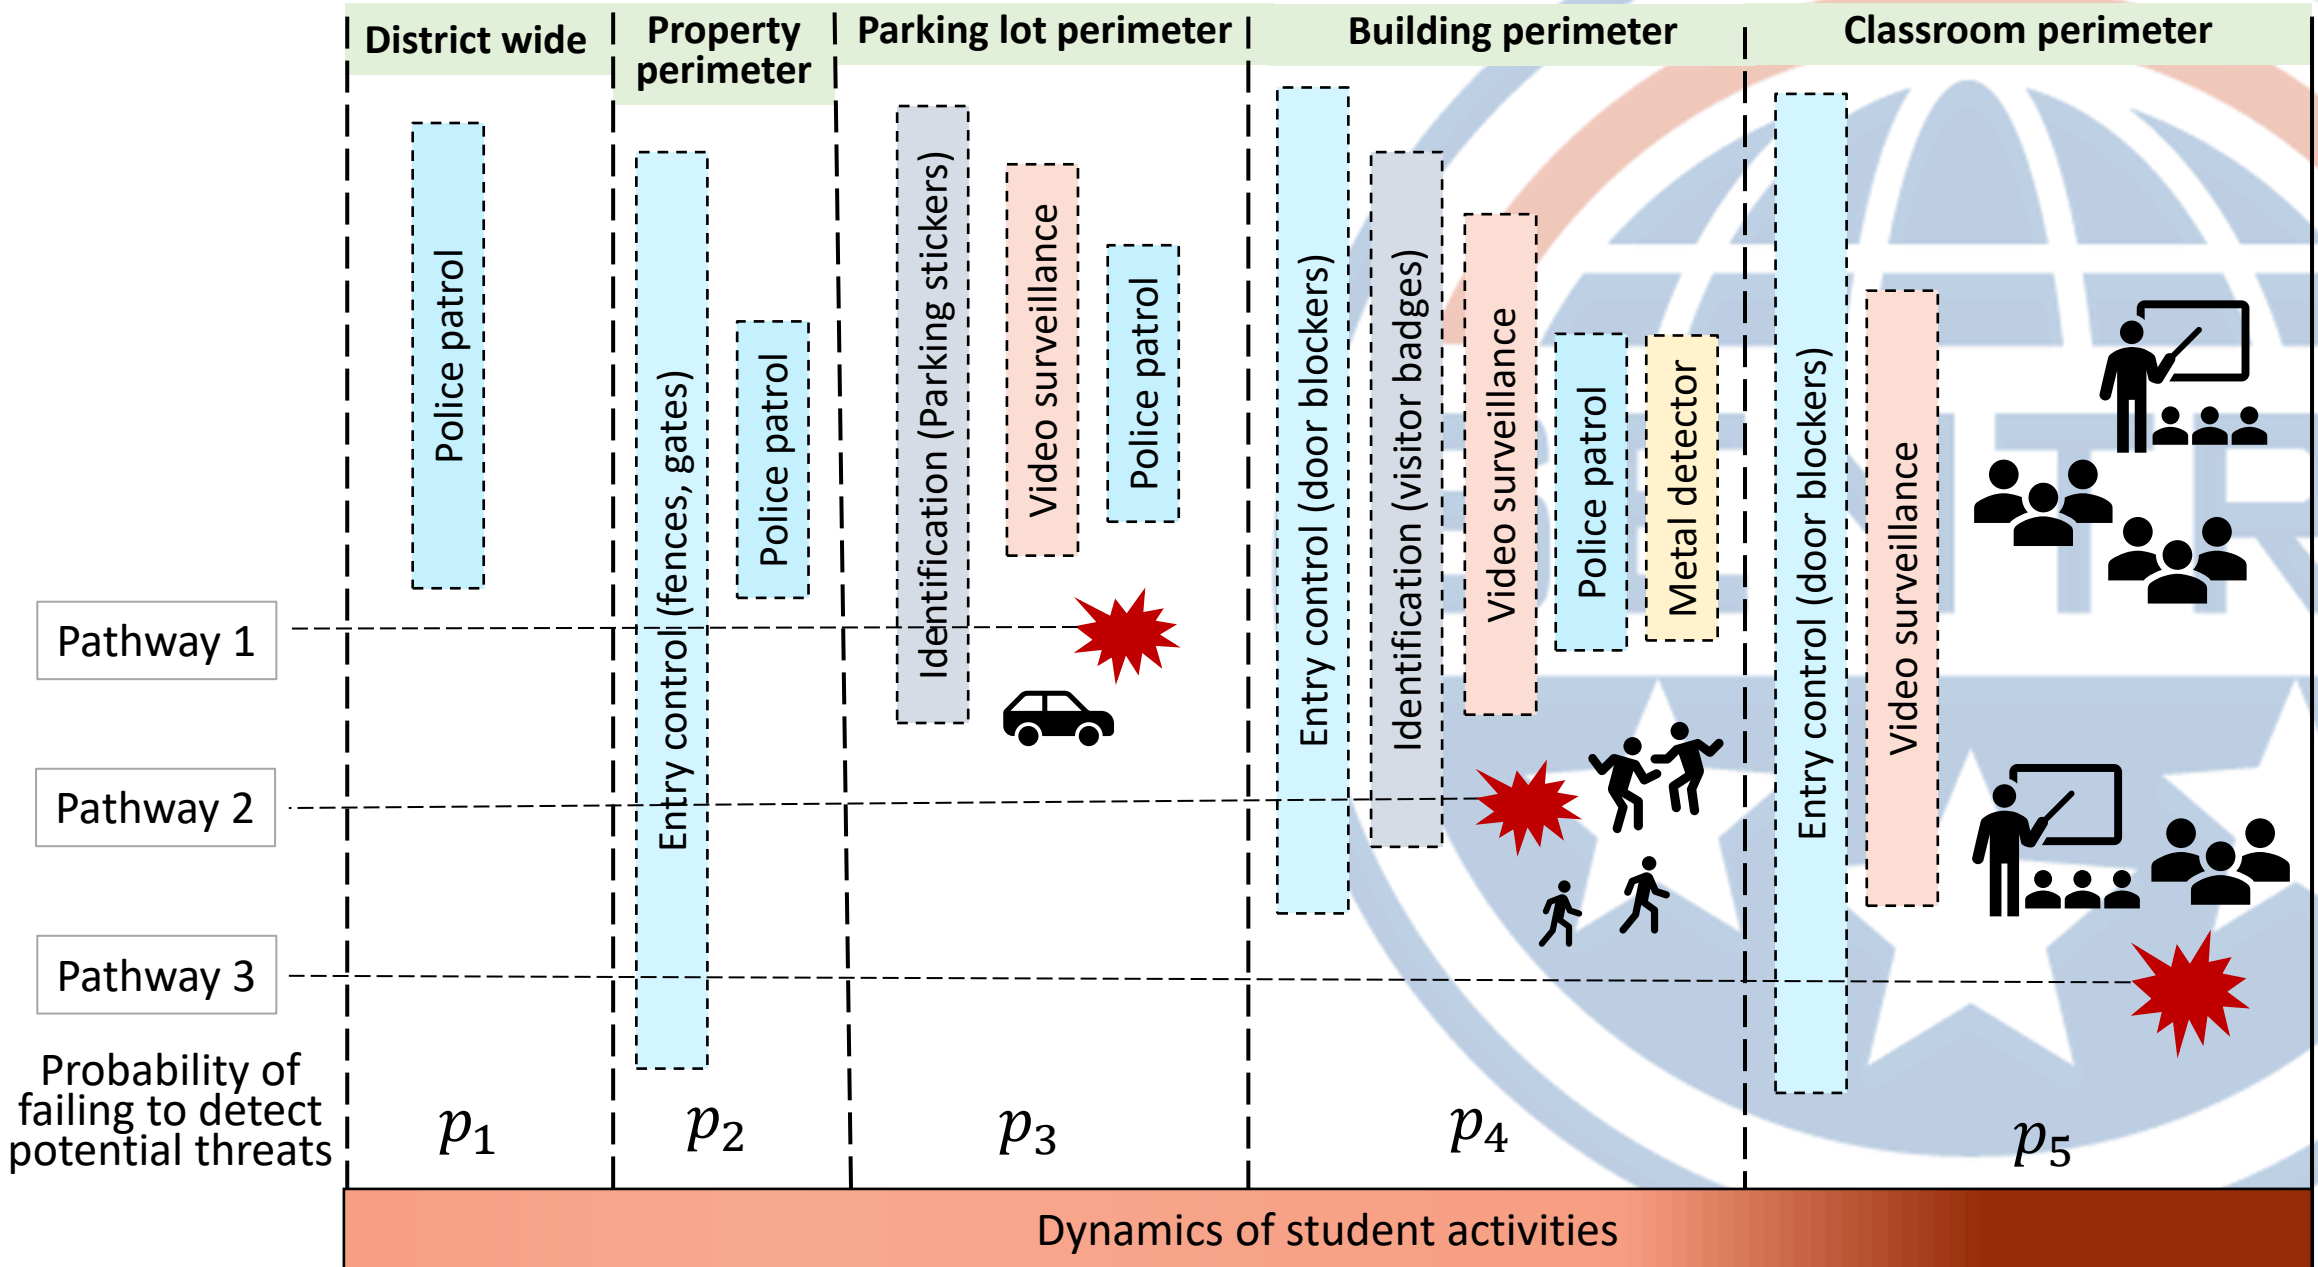 District wide
Property
perimeter
Parking lot perimeter
Building perimeter
Classroom perimeter
Police patrol
Entry control (fences, gates)
Police patrol
Identification (Parking stickers)
Video surveillance
Police patrol
Entry control (door blockers)
Identification (visitor badges)
Video surveillance
Police patrol
Metal detector
Entry control (door blockers)
Video surveillance
Pathway 1
Pathway 2
Pathway 3
Probability of
failing to detect
potential threats
p₁
p₂
p₃
p₄
p₅
Dynamics of student activities